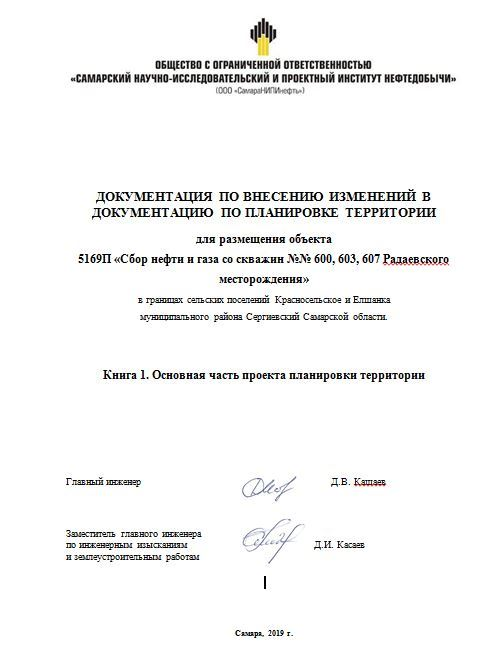 ОБЩЕСТВО С ОГРАНИЧЕННОЙ ОТВЕТСТВЕННОСТЬЮ
«САМАРСКИЙ НАУЧНО-ИССЛЕДОВАТЕЛЬСКИЙ И ПРОЕКТНЫЙ ИНСТИТУТ НЕФТЕДОБЫЧИ»
(ООО «СамараНИПИнефть»)
ДОКУМЕНТАЦИЯ ПО ВНЕСЕНИЮ ИЗМЕНЕНИЙ В
ДОКУМЕНТАЦИЮ ПО ПЛАНИРОВКЕ ТЕРРИТОРИИ
для размещения объекта
5169П «Сбор нефти и газа со скважин №№ 600, 603, 607 Радаевского
месторождения»
в границах сельских поселений Красносельское и Елшанка
муниципального района Сергиевский Самарской области.
Книга 1. Основная часть проекта планировки территории
Главный инженер Д.В. Кашаев
Заместитель главного инженера
по инженерным изысканиям Д.И. Касаев
и землеустроительным работам
Самара, 2019 г.